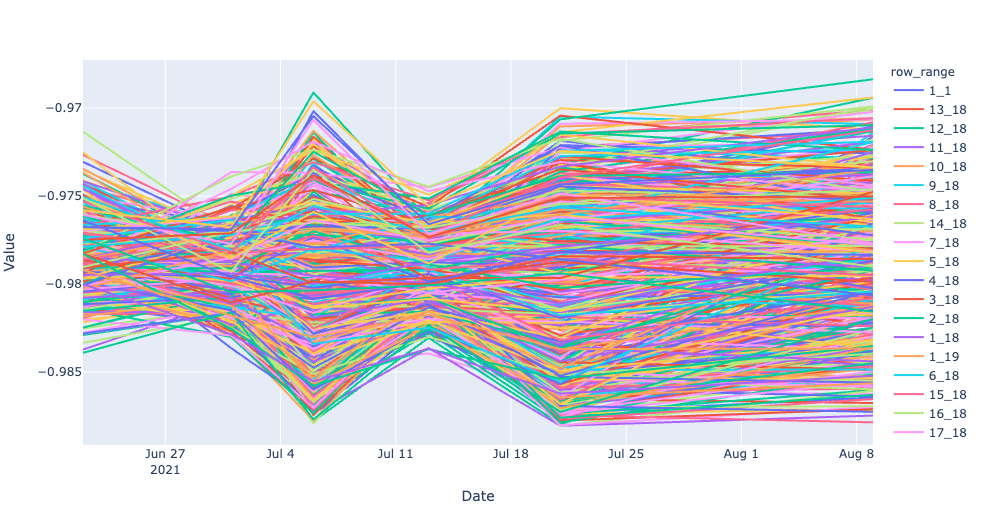 row_range
1_1
13_18
12_18
11_18
10_18
9_18
8_18
14_18
7_18
5_18
4_18
3_18
2_18
1_18
1_19
6_18
15_18
16_18
17_18
Value
−0.97
−0.975
−0.98
−0.985
Jun 27
2021
Jul 4
Jul 11
Jul 18
Jul 25
Aug 1
Aug 8
Date